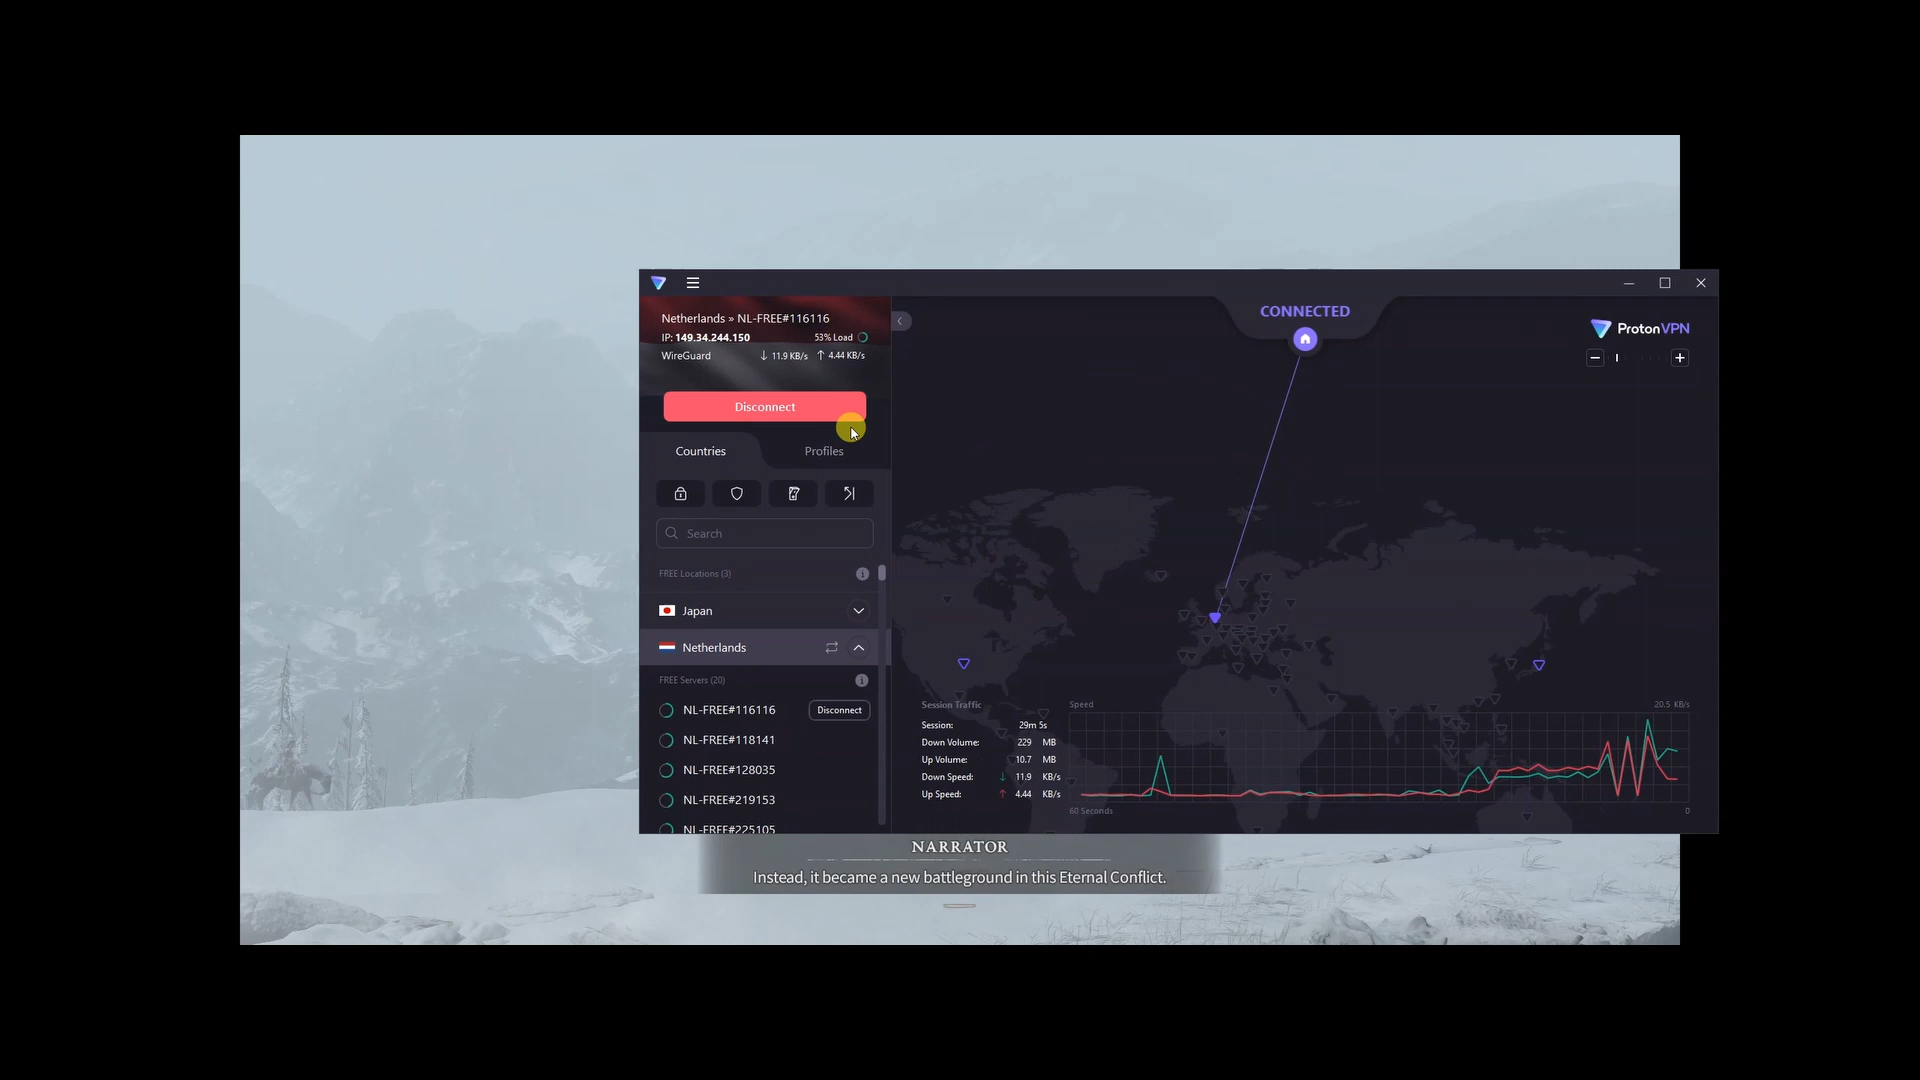 Netherlands » NL-FREE#116116
IP: 149.34.244.150 53% Load
WireGuard 11.9 KB/s 4.44 KB/s
Disconnect
Countries Profiles
Search
FREE Locations (3)
Japan
Netherlands
FREE Servers (20)
NL-FREE#116116 Disconnect
NL-FREE#118141
NL-FREE#128035
NL-FREE#219153
NL-FREE#225105
CONNECTED
ProtonVPN
Session Traffic
Session: 29m 5s
Down Volume: 229 MB
Up Volume: 10.7 MB
Down Speed: 11.9 KB/s
Up Speed: 4.44 KB/s
Speed 20.5 KB/s
60 Seconds 0
NARRATOR
Instead, it became a new battleground in this Eternal Conflict.